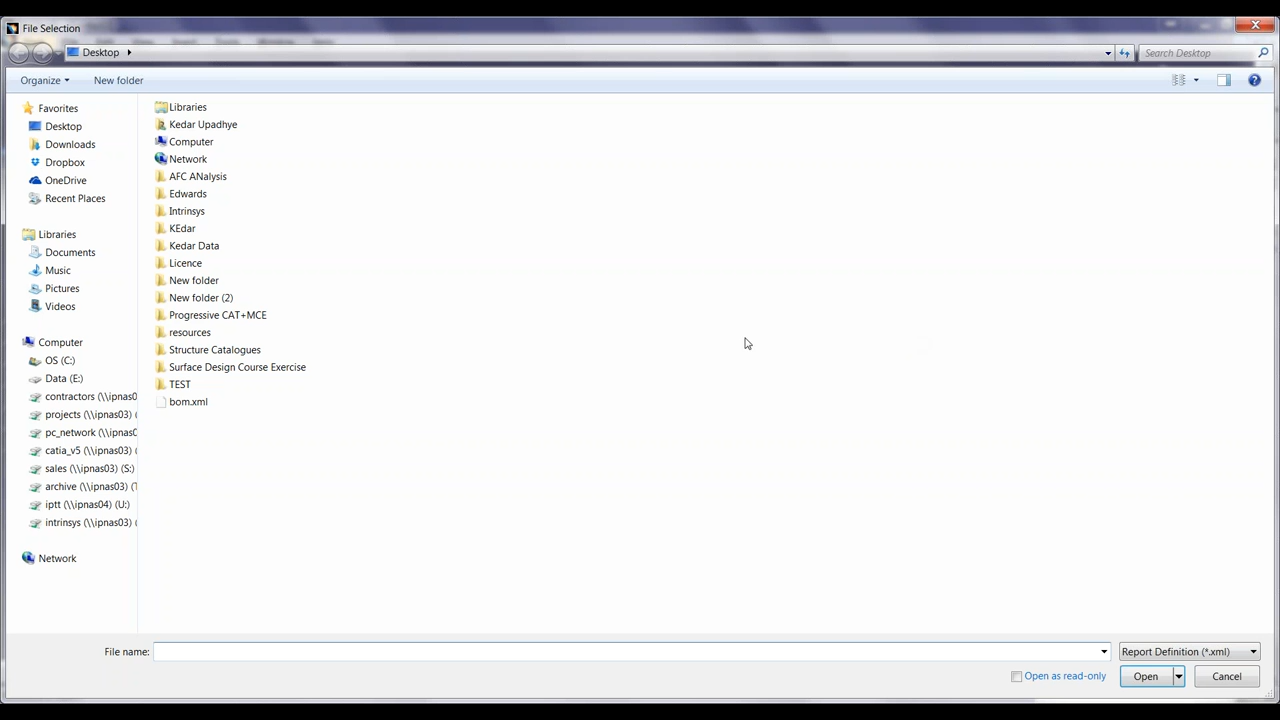 File Selection
Desktop
Search Desktop
Organize
New folder
Favorites
Desktop
Downloads
Dropbox
OneDrive
Recent Places
Libraries
Documents
Music
Pictures
Videos
Computer
OS (C:)
Data (E:)
contractors (\\ipnas0
projects (\\ipnas03) (
pc_network (\\ipnas0
catia_v5 (\\ipnas03) (
sales (\\ipnas03) (S:)
archive (\\ipnas03) (T
iptt (\\ipnas04) (U:)
intrinsys (\\ipnas03) (
Network
Libraries
Kedar Upadhye
Computer
Network
AFC ANalysis
Edwards
Intrinsys
KEdar
Kedar Data
Licence
New folder
New folder (2)
Progressive CAT+MCE
resources
Structure Catalogues
Surface Design Course Exercise
TEST
bom.xml
File name:
Report Definition (*.xml)
Open as read-only
Open
Cancel